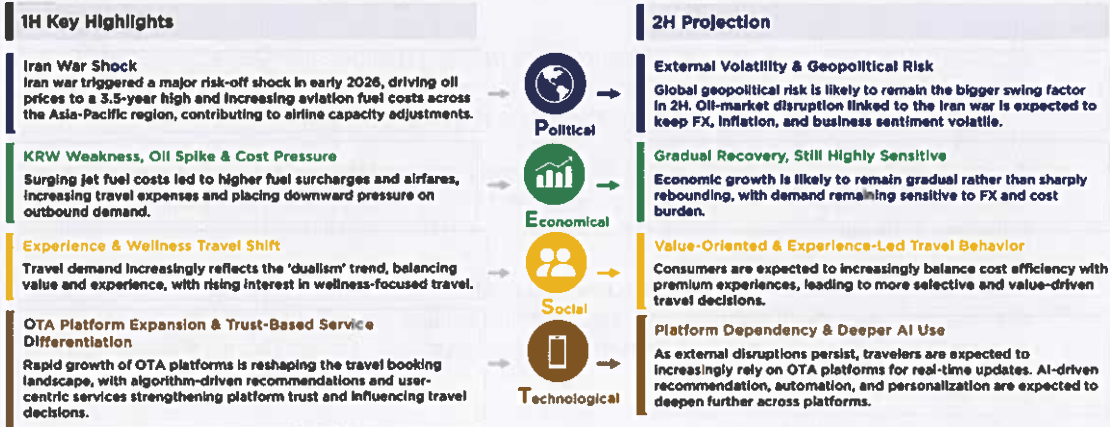 1H Key Highlights
2H Projection
Iran War Shock
Iran war triggered a major risk-off shock in early 2026, driving oil
prices to a 3.5-year high and increasing aviation fuel costs across
the Asia-Pacific region, contributing to airline capacity adjustments.
Political
External Volatility & Geopolitical Risk
Global geopolitical risk is likely to remain the bigger swing factor
in 2H. Oil-market disruption linked to the Iran war is expected to
keep FX, inflation, and business sentiment volatile.
KRW Weakness, Oil Spike & Cost Pressure
Surging jet fuel costs led to higher fuel surcharges and airfares,
increasing travel expenses and placing downward pressure on
outbound demand.
Economical
Gradual Recovery, Still Highly Sensitive
Economic growth is likely to remain gradual rather than sharply
rebounding, with demand remaining sensitive to FX and cost
burden.
Experience & Wellness Travel Shift
Travel demand increasingly reflects the 'dualism' trend, balancing
value and experience, with rising interest in wellness-focused travel.
Social
Value-Oriented & Experience-Led Travel Behavior
Consumers are expected to increasingly balance cost efficiency with
premium experiences, leading to more selective and value-driven
travel decisions.
OTA Platform Expansion & Trust-Based Service
Differentiation
Rapid growth of OTA platforms is reshaping the travel booking
landscape, with algorithm-driven recommendations and user-
centric services strengthening platform trust and influencing travel
decisions.
Technological
Platform Dependency & Deeper AI Use
As external disruptions persist, travelers are expected to
increasingly rely on OTA platforms for real-time updates. AI-driven
recommendation, automation, and personalization are expected to
deepen further across platforms.